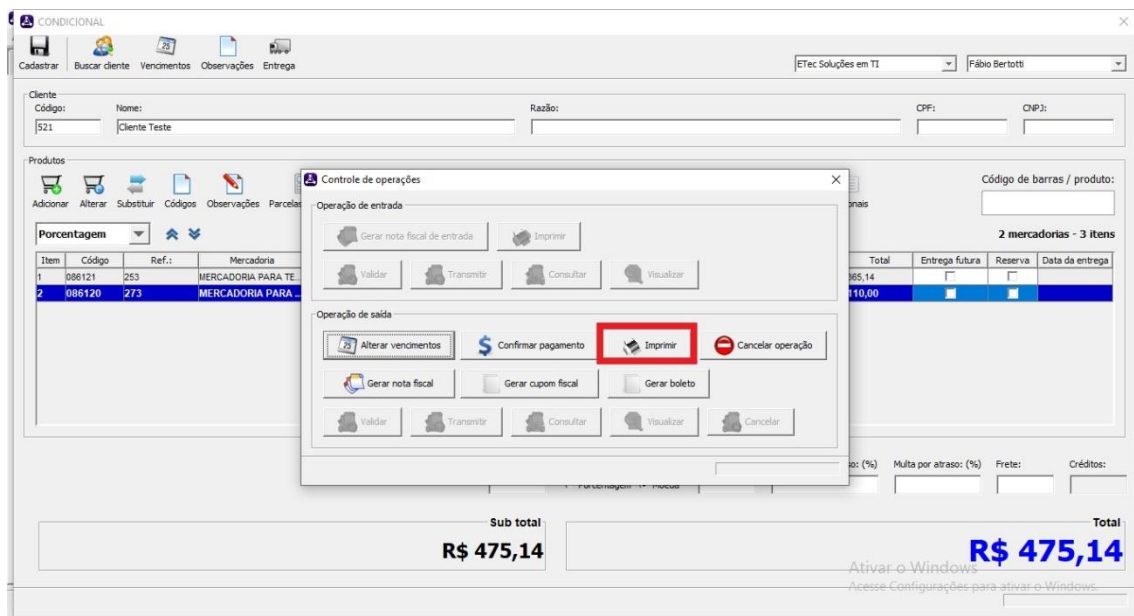 CONDICIONAL
Cadastrar Buscar cliente Vencimentos Observações Entrega
ETec Soluções em TI Fábio Bertotti
Cliente
Código: Nome: Razão: CPF: CNPJ:
521 Cliente Teste
Produtos
Adicionar Alterar Substituir Códigos Observações Parcelas
Código de barras / produto:
Porcentagem
2 mercadorias - 3 itens
Item Código Ref.: Mercadoria Total Entrega futura Reserva Data da entrega
1 086121 253 MERCADORIA PARA TE... 365,14
2 086120 273 MERCADORIA PARA ... 110,00
Controle de operações
Operação de entrada
Gerar nota fiscal de entrada Imprimir
Validar Transmitir Consultar Visualizar
Operação de saída
Alterar vencimentos Confirmar pagamento Imprimir Cancelar operação
Gerar nota fiscal Gerar cupom fiscal Gerar boleto
Validar Transmitir Consultar Visualizar Cancelar
(%) Multa por atraso: (%) Frete: Créditos:
Sub total
R$ 475,14
Total
R$ 475,14
Ativar o Windows
Acesse Configurações para ativar o Windows.